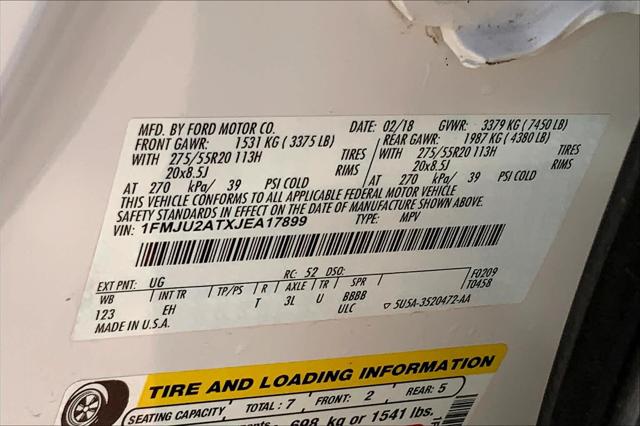 MFD. BY FORD MOTOR CO. DATE: 02/18 GVWR: 3379 KG (7450 LB)
FRONT GAWR: 1531 KG (3375 LB) REAR GAWR: 1987 KG (4380 LB)
WITH 275/55R20 113H TIRES WITH 275/55R20 113H TIRES
20x8.5J RIMS 20x8.5J RIMS
AT 270 kPa/ 39 PSI COLD AT 270 kPa/ 39 PSI COLD
THIS VEHICLE CONFORMS TO ALL APPLICABLE FEDERAL MOTOR VEHICLE
SAFETY STANDARDS IN EFFECT ON THE DATE OF MANUFACTURE SHOWN ABOVE.
VIN: 1FMJU2ATXJEA17899 TYPE: MPV
EXT PNT: UG RC: 52 DSO: F0209
WB INT TR TP/PS R AXLE TR SPR T0458
123 EH T 3L U BBBB
ULC 5U5A-3520472-AA
MADE IN U.S.A.
TIRE AND LOADING INFORMATION
SEATING CAPACITY TOTAL: 7 FRONT: 2 REAR: 5
698 kg or 1541 lbs.